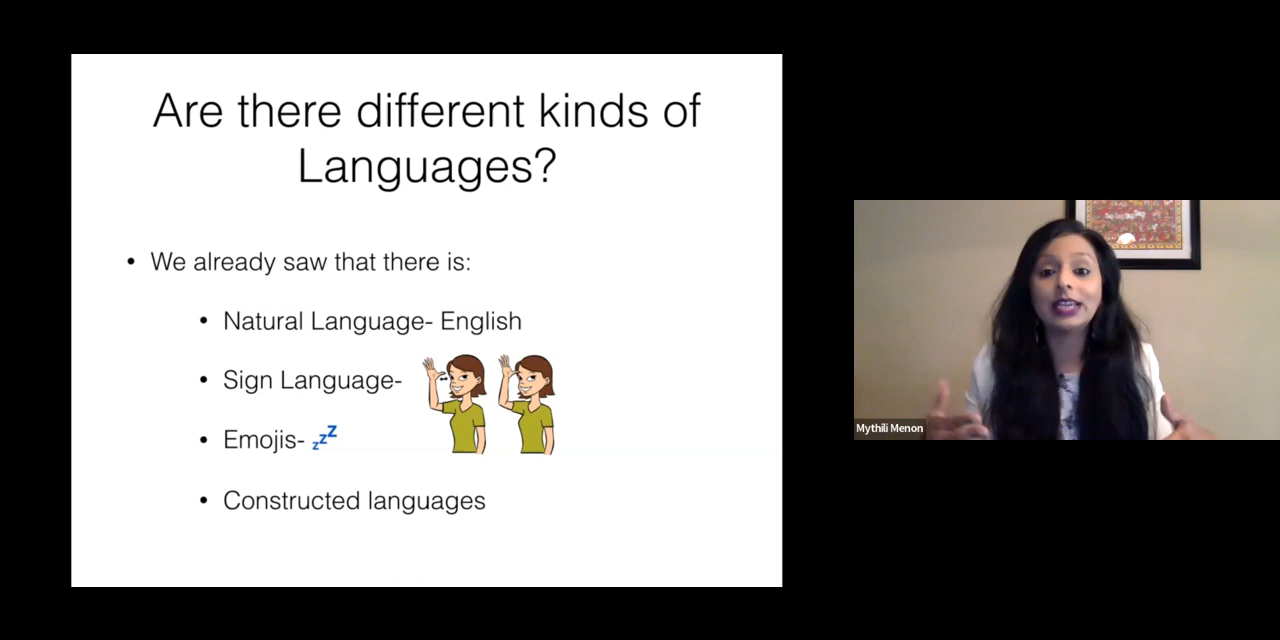 Are there different kinds of
Languages?
• We already saw that there is:
• Natural Language- English
• Sign Language-
• Emojis- 💤
• Constructed languages
Mythili Menon